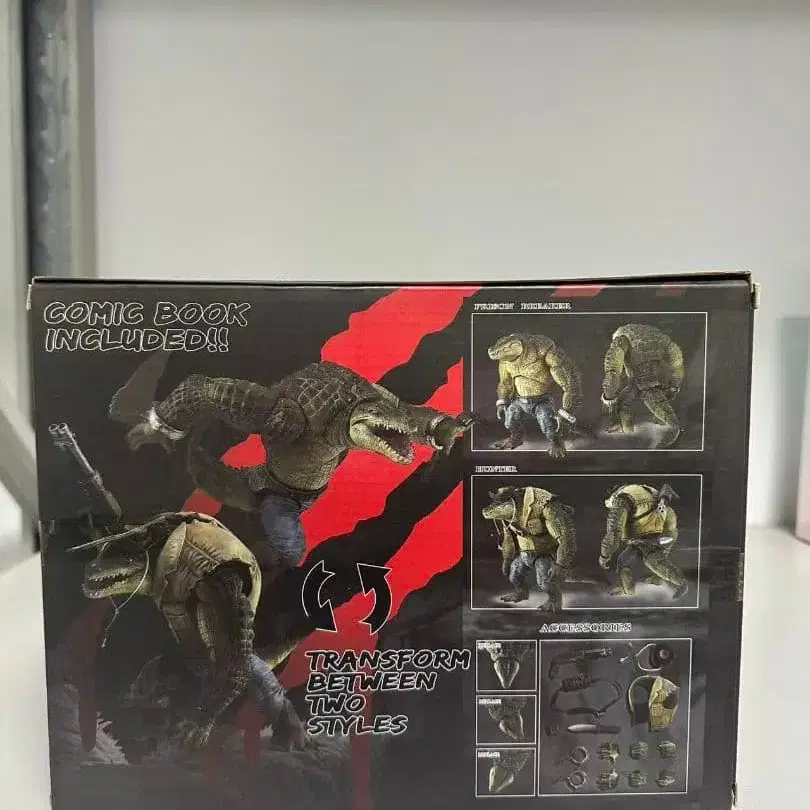 COMIC BOOK
INCLUDED!!
PRISON BREAKER
HUNTER
ACCESSORIES
TRANSFORM
BETWEEN
TWO
STYLES